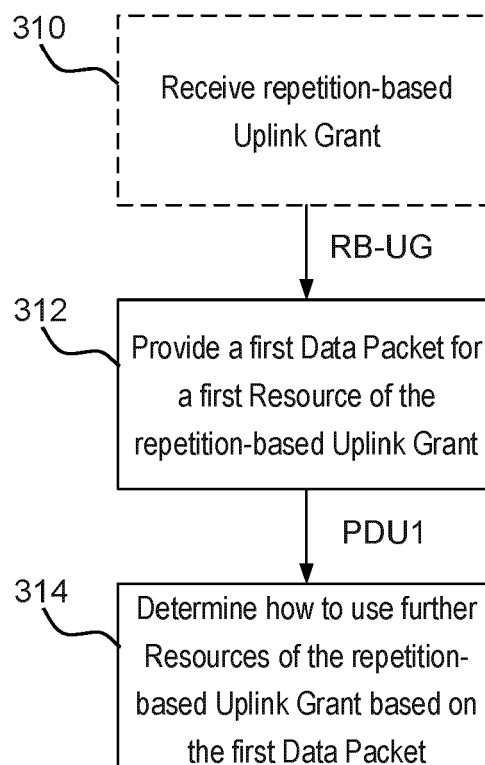 310
Receive repetition-based
Uplink Grant
RB-UG
312
Provide a first Data Packet for
a first Resource of the
repetition-based Uplink Grant
PDU1
314
Determine how to use further
Resources of the repetition-
based Uplink Grant based on
the first Data Packet